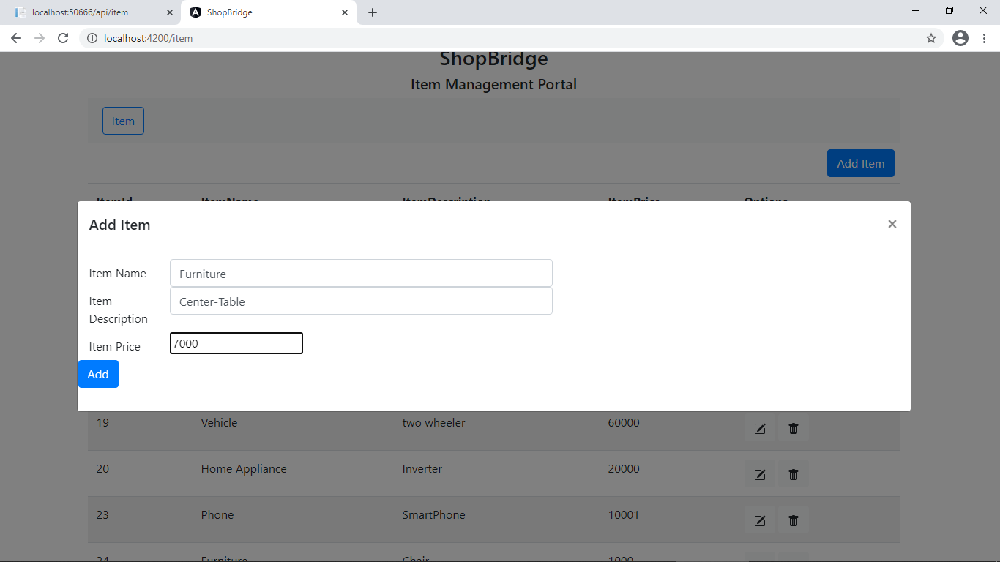 localhost:50666/api/item
ShopBridge
localhost:4200/item
ShopBridge
Item Management Portal
Item
Add Item
ItemId ItemName ItemDescription ItemPrice Options
Add Item ×
Item Name Furniture
Item Description Center-Table
Item Price 7000
Add
19 Vehicle two wheeler 60000
20 Home Appliance Inverter 20000
23 Phone SmartPhone 10001
24 Furniture Chair 1000